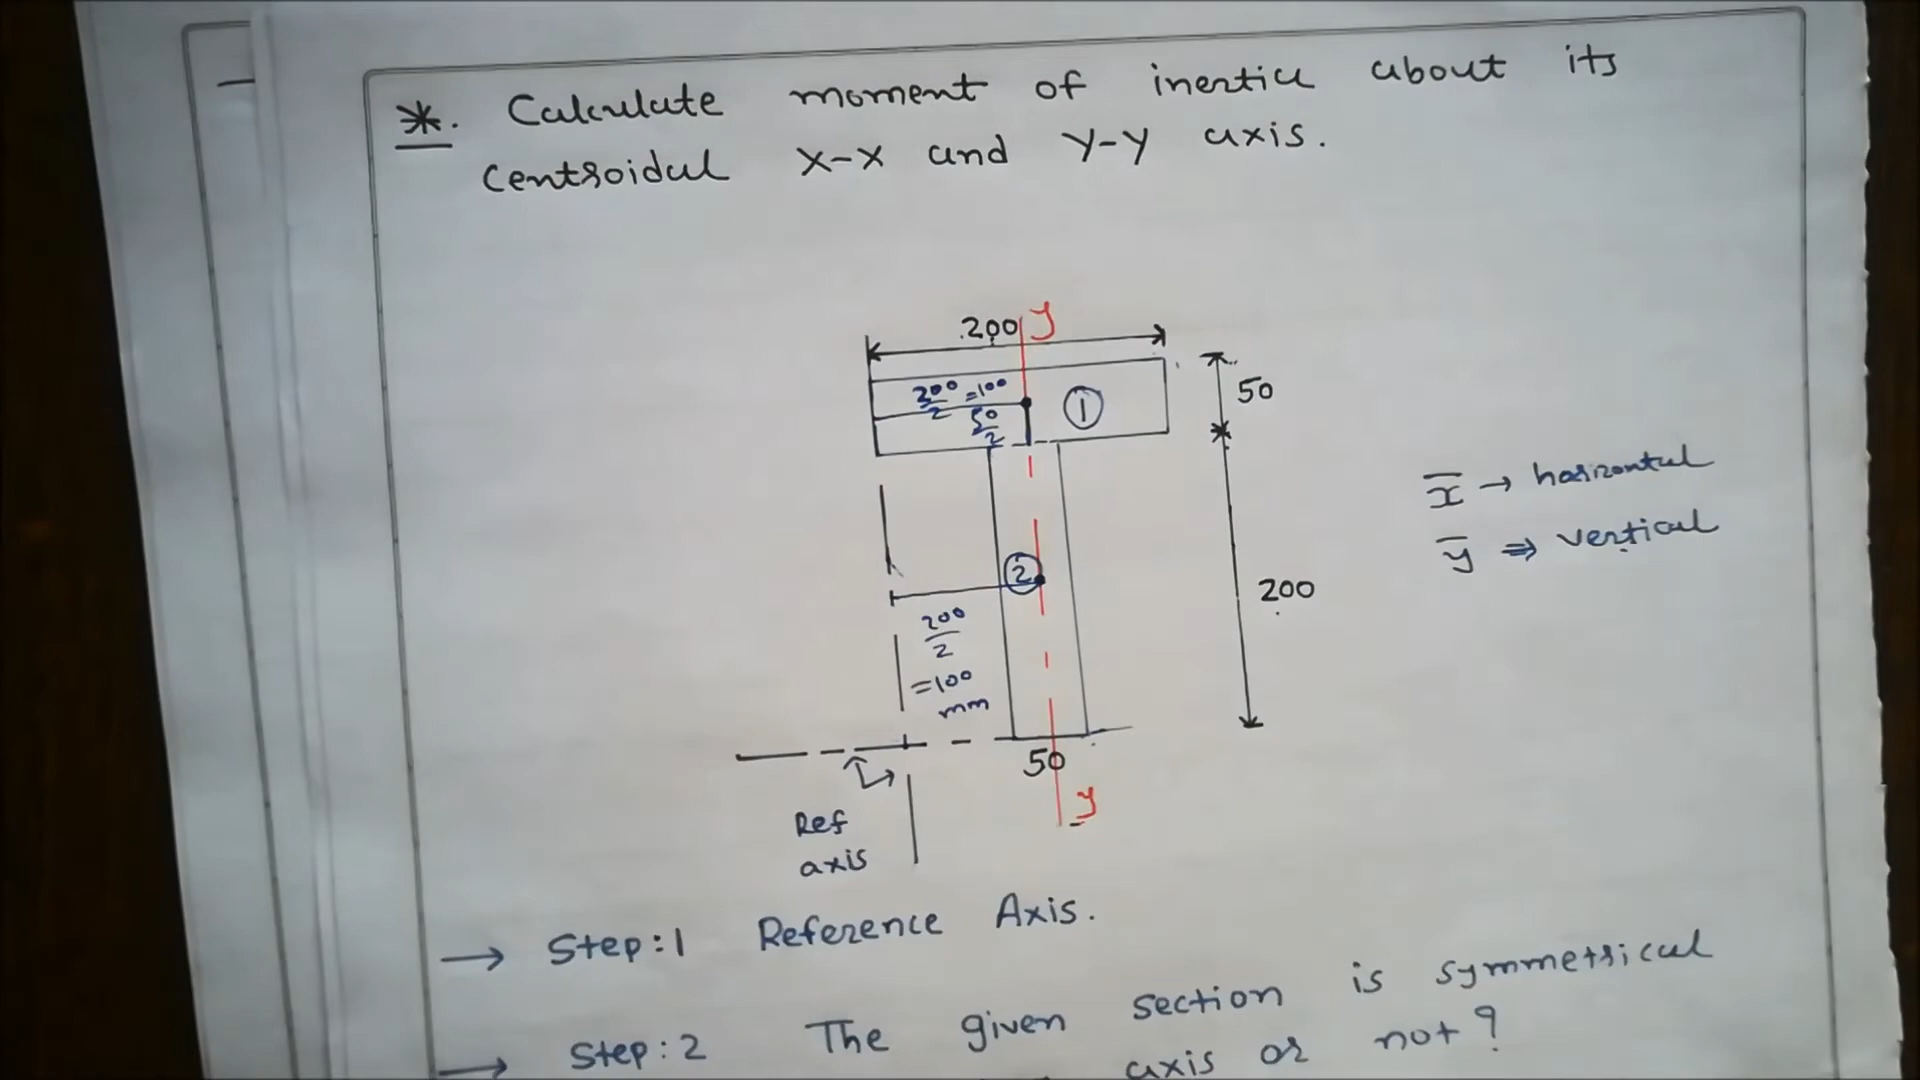 *. Calculate moment of inertia about its
centroidal X-X and Y-Y axis.
200 y
200/2 =100
50/2
1
50
x̄ → horizontal
ȳ ⇒ vertical
2
200
200/2
=100
mm
50
y
Ref
axis
→ Step:1 Reference Axis.
→ Step:2 The given section is symmetrical
axis or not?